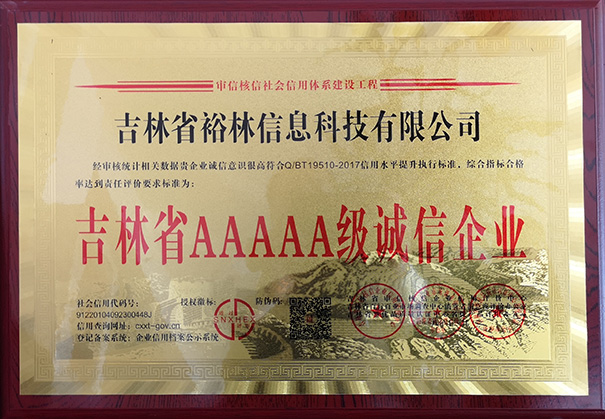 审信核信社会信用体系建设工程
吉林省裕林信息科技有限公司
经审核统计相关数据贵企业诚信意识很高符合Q/BT19510-2017信用水平提升执行标准，综合指标合格
率达到责任评价要求标准为：
吉林省AAAAA级诚信企业
社会信用代码号：
91220104092300448J
信用查询网址：cxxt-gov.cn
登记备案系统：企业信用档案公示系统
授权徽标：
SNXHEX
防伪码：